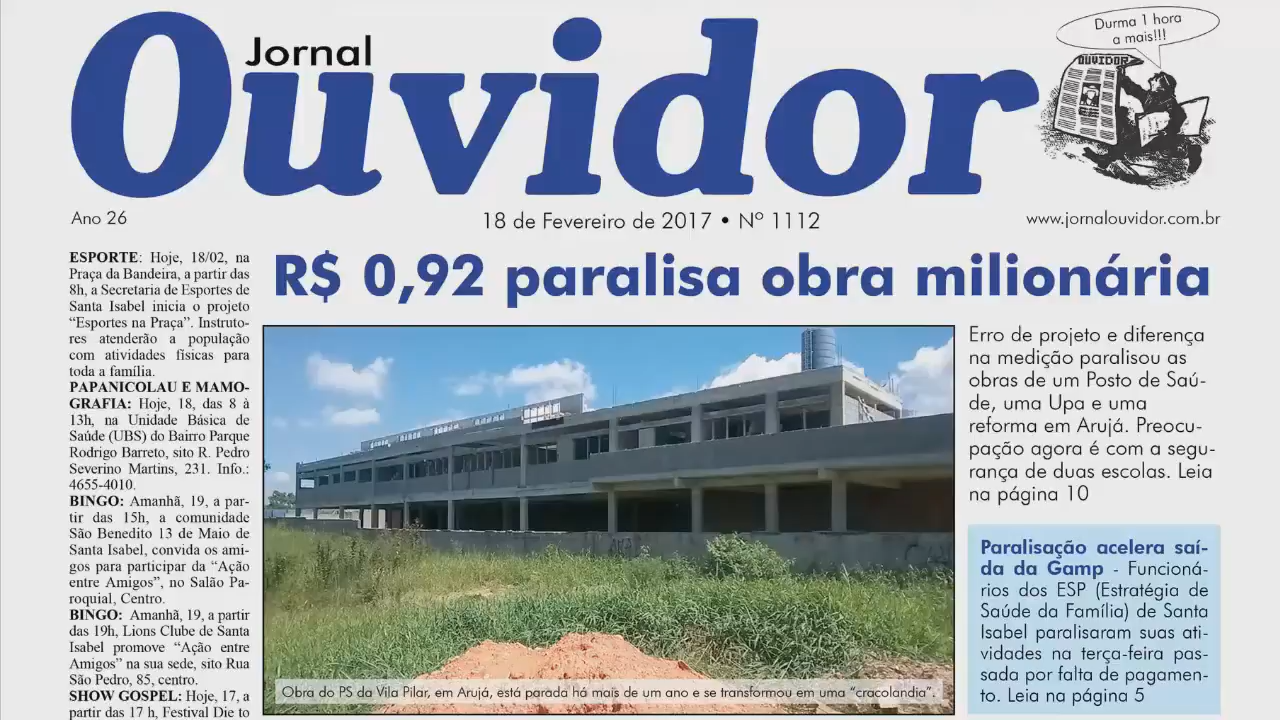 Jornal
Ouvidor
Durma 1 hora
a mais!!!
OUVIDOR
Ano 26
18 de Fevereiro de 2017 • Nº 1112
www.jornalouvidor.com.br
ESPORTE: Hoje, 18/02, na
Praça da Bandeira, a partir das
8h, a Secretaria de Esportes de
Santa Isabel inicia o projeto
“Esportes na Praça”. Instruto-
res atenderão a população
com atividades físicas para
toda a família.
PAPANICOLAU E MAMO-
GRAFIA: Hoje, 18, das 8 à
13h, na Unidade Básica de
Saúde (UBS) do Bairro Parque
Rodrigo Barreto, sito R. Pedro
Severino Martins, 231. Info.:
4655-4010.
BINGO: Amanhã, 19, a par-
tir das 15h, a comunidade
São Benedito 13 de Maio de
Santa Isabel, convida os ami-
gos para participar da “Ação
entre Amigos”, no Salão Pa-
roquial, Centro.
BINGO: Amanhã, 19, a partir
das 19h, Lions Clube de Santa
Isabel promove “Ação entre
Amigos” na sua sede, sito Rua
São Pedro, 85, centro.
SHOW GOSPEL: Hoje, 17, a
partir das 17 h, Festival Die to
R$ 0,92 paralisa obra milionária
Obra do PS da Vila Pilar, em Arujá, está parada há mais de um ano e se transformou em uma “cracolandia”.
Erro de projeto e diferença
na medição paralisou as
obras de um Posto de Saú-
de, uma Upa e uma
reforma em Arujá. Preocu-
pação agora é com a segu-
rança de duas escolas. Leia
na página 10
Paralisação acelera saí-
da da Gamp - Funcioná-
rios dos ESP (Estratégia de
Saúde da Família) de Santa
Isabel paralisaram suas ati-
vidades na terça-feira pas-
sada por falta de pagamen-
to. Leia na página 5